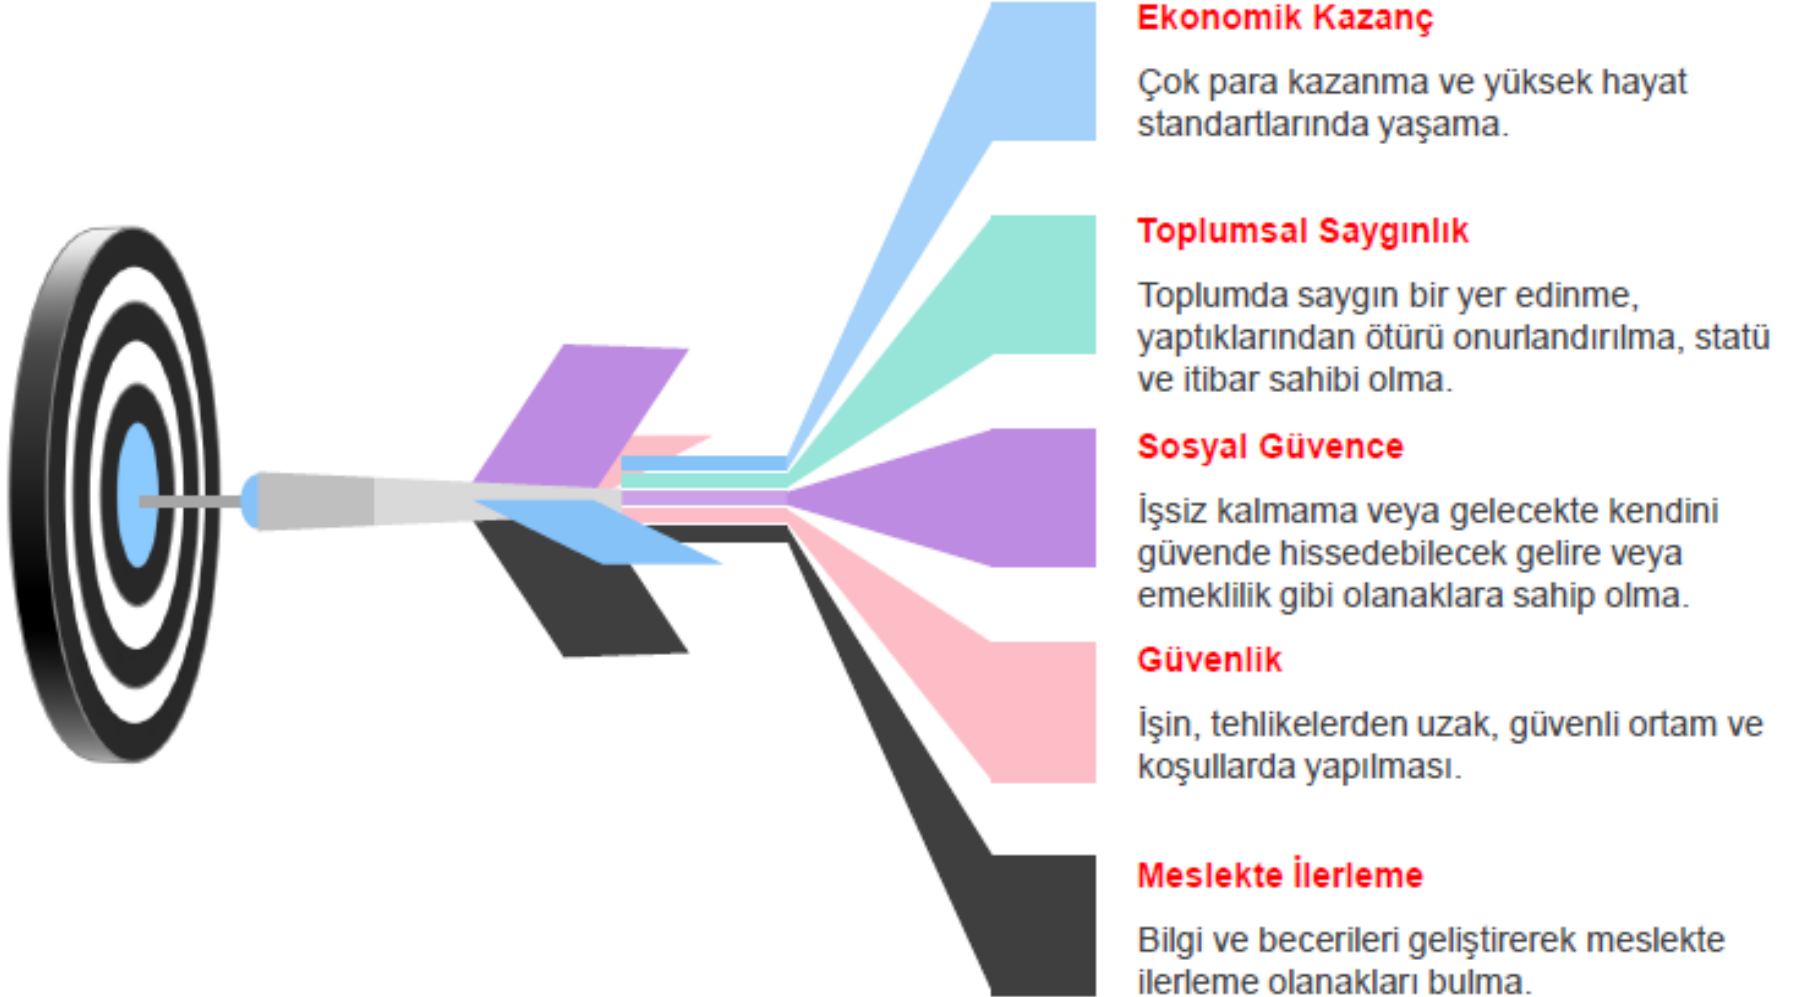 Ekonomik Kazanç
Çok para kazanma ve yüksek hayat
standartlarında yaşama.
Toplumsal Saygınlık
Toplumda saygın bir yer edinme,
yaptıklarından ötürü onurlandırılma, statü
ve itibar sahibi olma.
Sosyal Güvence
İşsiz kalmama veya gelecekte kendini
güvende hissedebilecek gelire veya
emeklilik gibi olanaklara sahip olma.
Güvenlik
İşin, tehlikelerden uzak, güvenli ortam ve
koşullarda yapılması.
Meslekte İlerleme
Bilgi ve becerileri geliştirerek meslekte
ilerleme olanakları bulma.